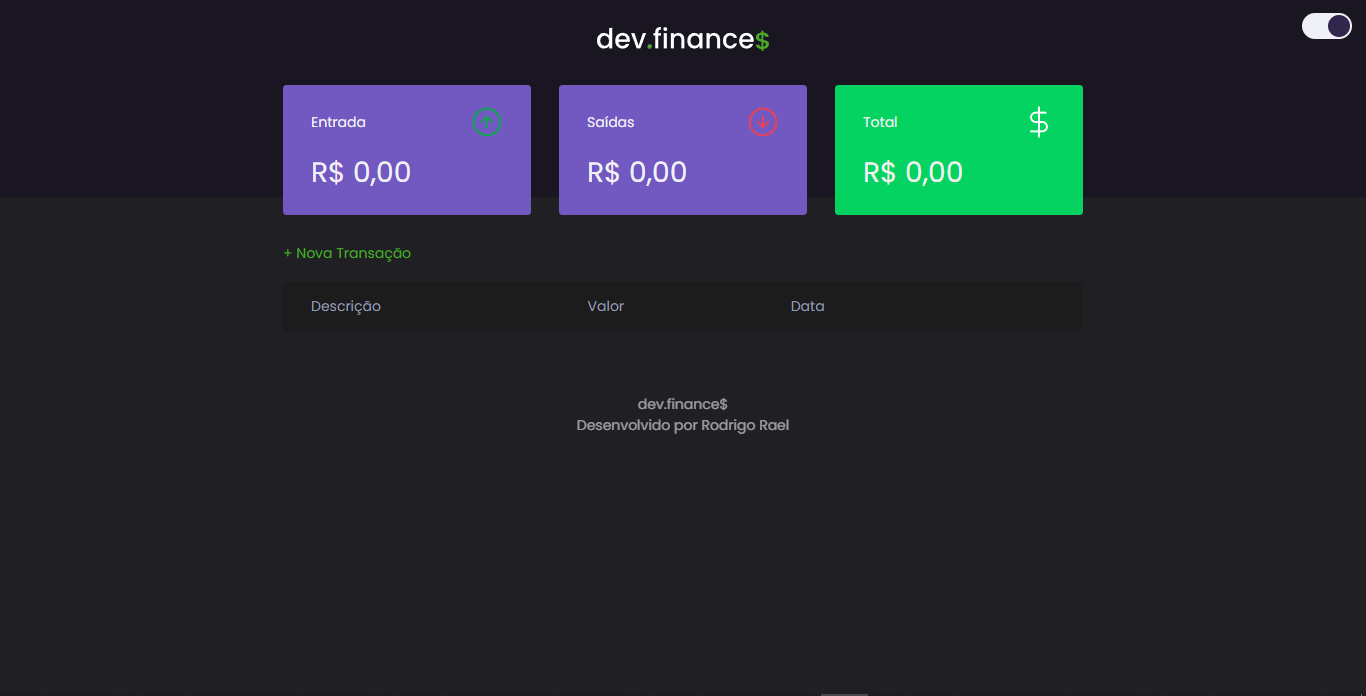 dev.finance$
Entrada
R$ 0,00
Saídas
R$ 0,00
Total
$
R$ 0,00
+ Nova Transação
Descrição Valor Data
dev.finance$
Desenvolvido por Rodrigo Rael